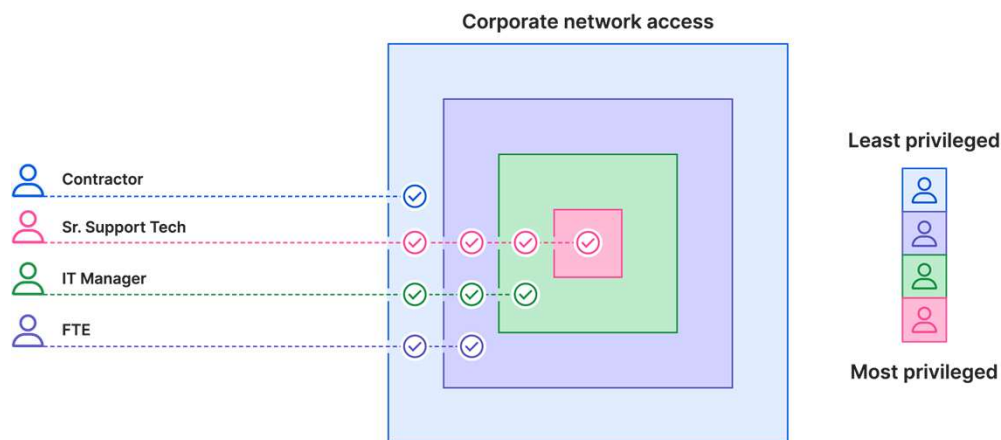 Corporate network access
Least privileged
Contractor
Sr. Support Tech
IT Manager
FTE
Most privileged